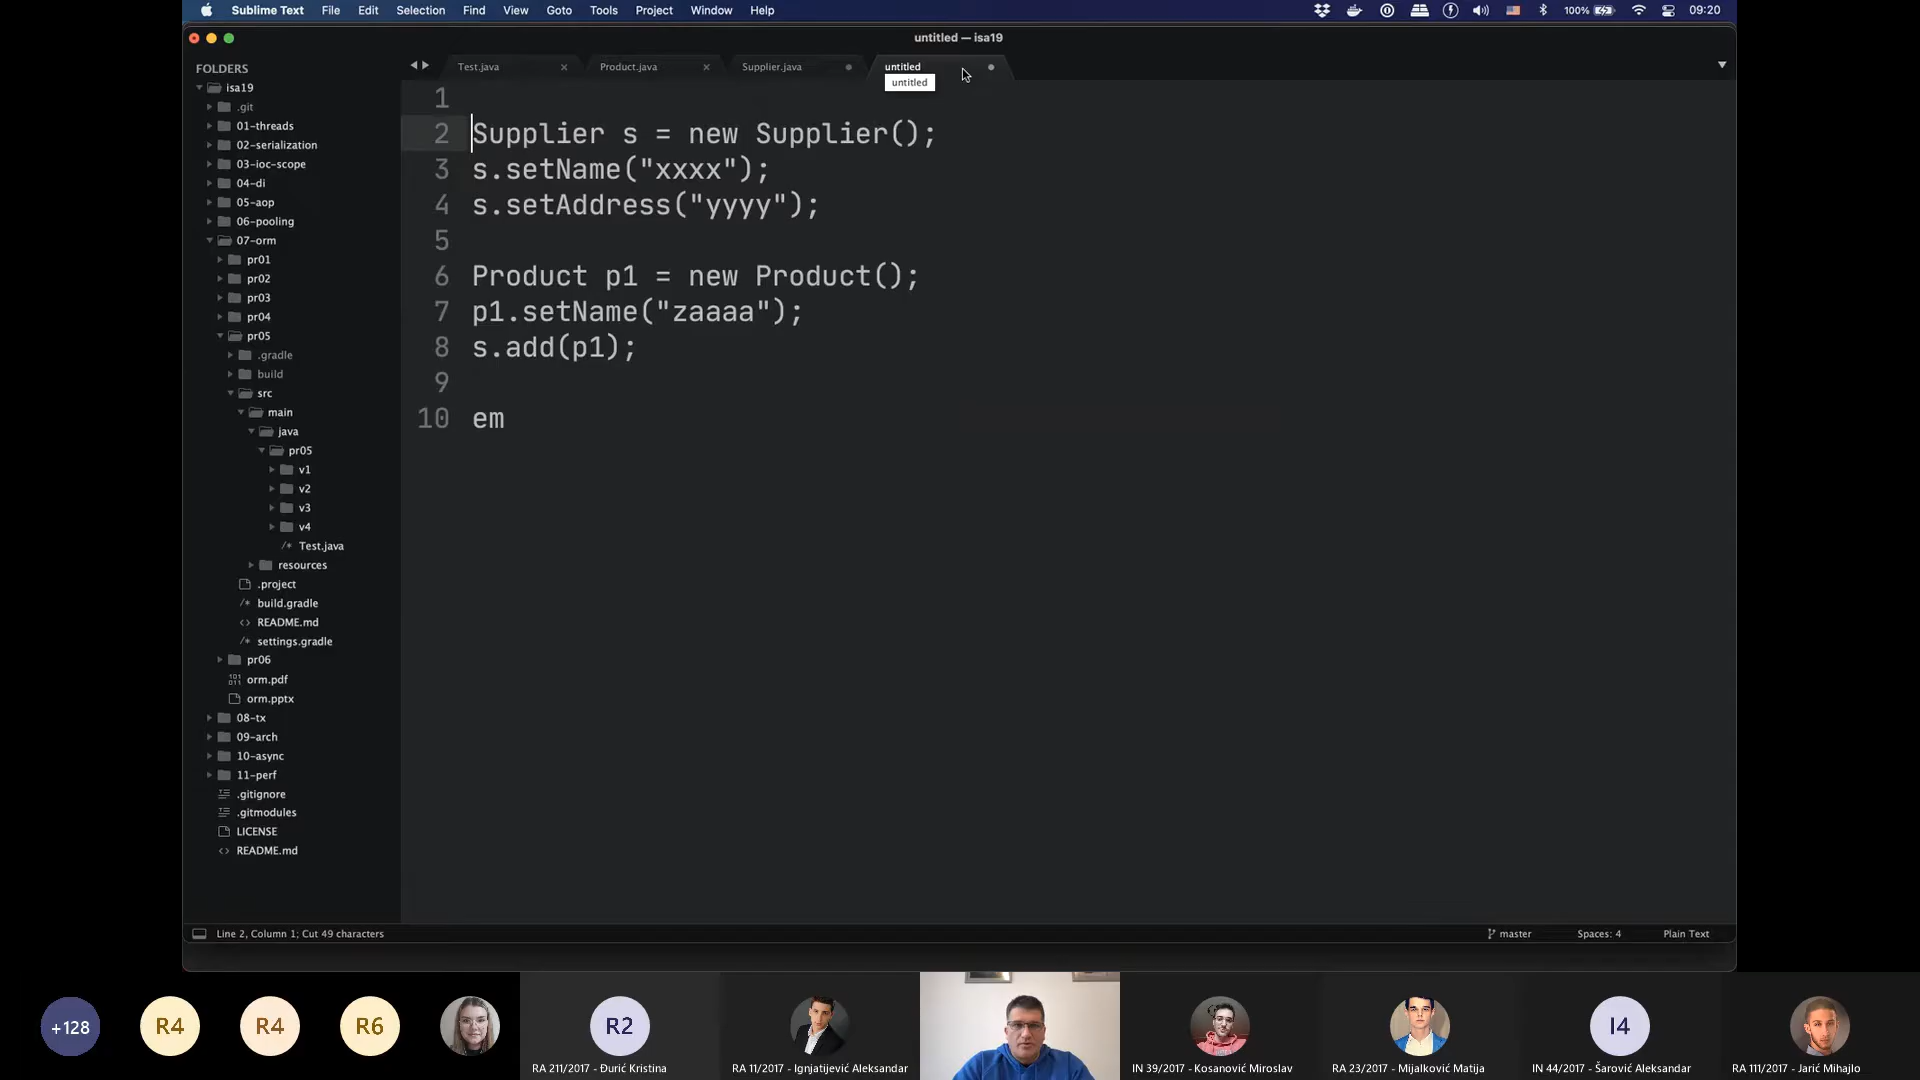 Sublime Text File Edit Selection Find View Goto Tools Project Window Help 100% 09:20
untitled — isa19
FOLDERS
isa19
.git
01-threads
02-serialization
03-ioc-scope
04-di
05-aop
06-pooling
07-orm
pr01
pr02
pr03
pr04
pr05
.gradle
build
src
main
java
pr05
v1
v2
v3
v4
Test.java
resources
.project
build.gradle
README.md
settings.gradle
pr06
orm.pdf
orm.pptx
08-tx
09-arch
10-async
11-perf
.gitignore
.gitmodules
LICENSE
README.md
Test.java Product.java Supplier.java untitled
untitled
1
2 Supplier s = new Supplier();
3 s.setName("xxxx");
4 s.setAddress("yyyy");
5
6 Product p1 = new Product();
7 p1.setName("zaaaa");
8 s.add(p1);
9
10 em
Line 2, Column 1; Cut 49 characters master Spaces: 4 Plain Text
+128 R4 R4 R6 R2 I4
RA 211/2017 - Đurić Kristina RA 11/2017 - Ignjatijević Aleksandar IN 39/2017 - Kosanović Miroslav RA 23/2017 - Mijalković Matija IN 44/2017 - Šarović Aleksandar RA 111/2017 - Jarić Mihajlo